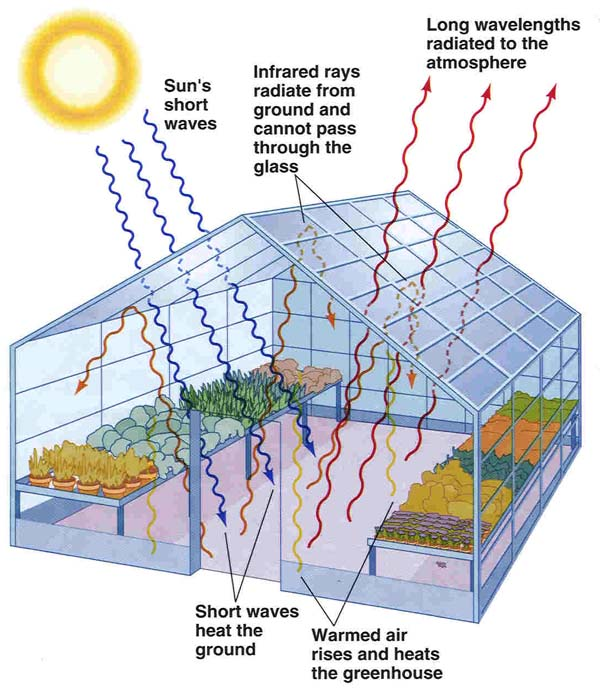 Sun's
short
waves
Infrared rays
radiate from
ground and
cannot pass
through the
glass
Long wavelengths
radiated to the
atmosphere
Short waves
heat the
ground
Warmed air
rises and heats
the greenhouse